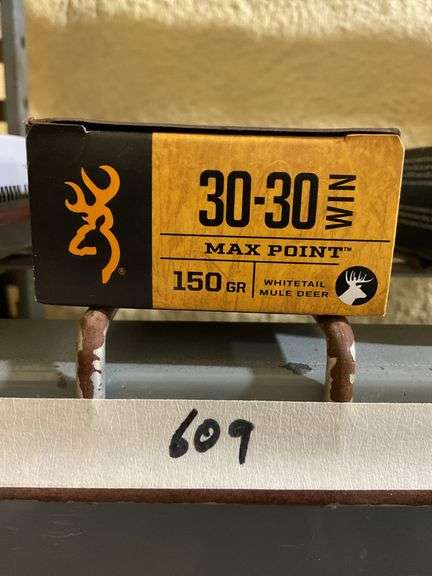 30-30 WIN
MAX POINT™
150 GR
WHITETAIL
MULE DEER
®
609